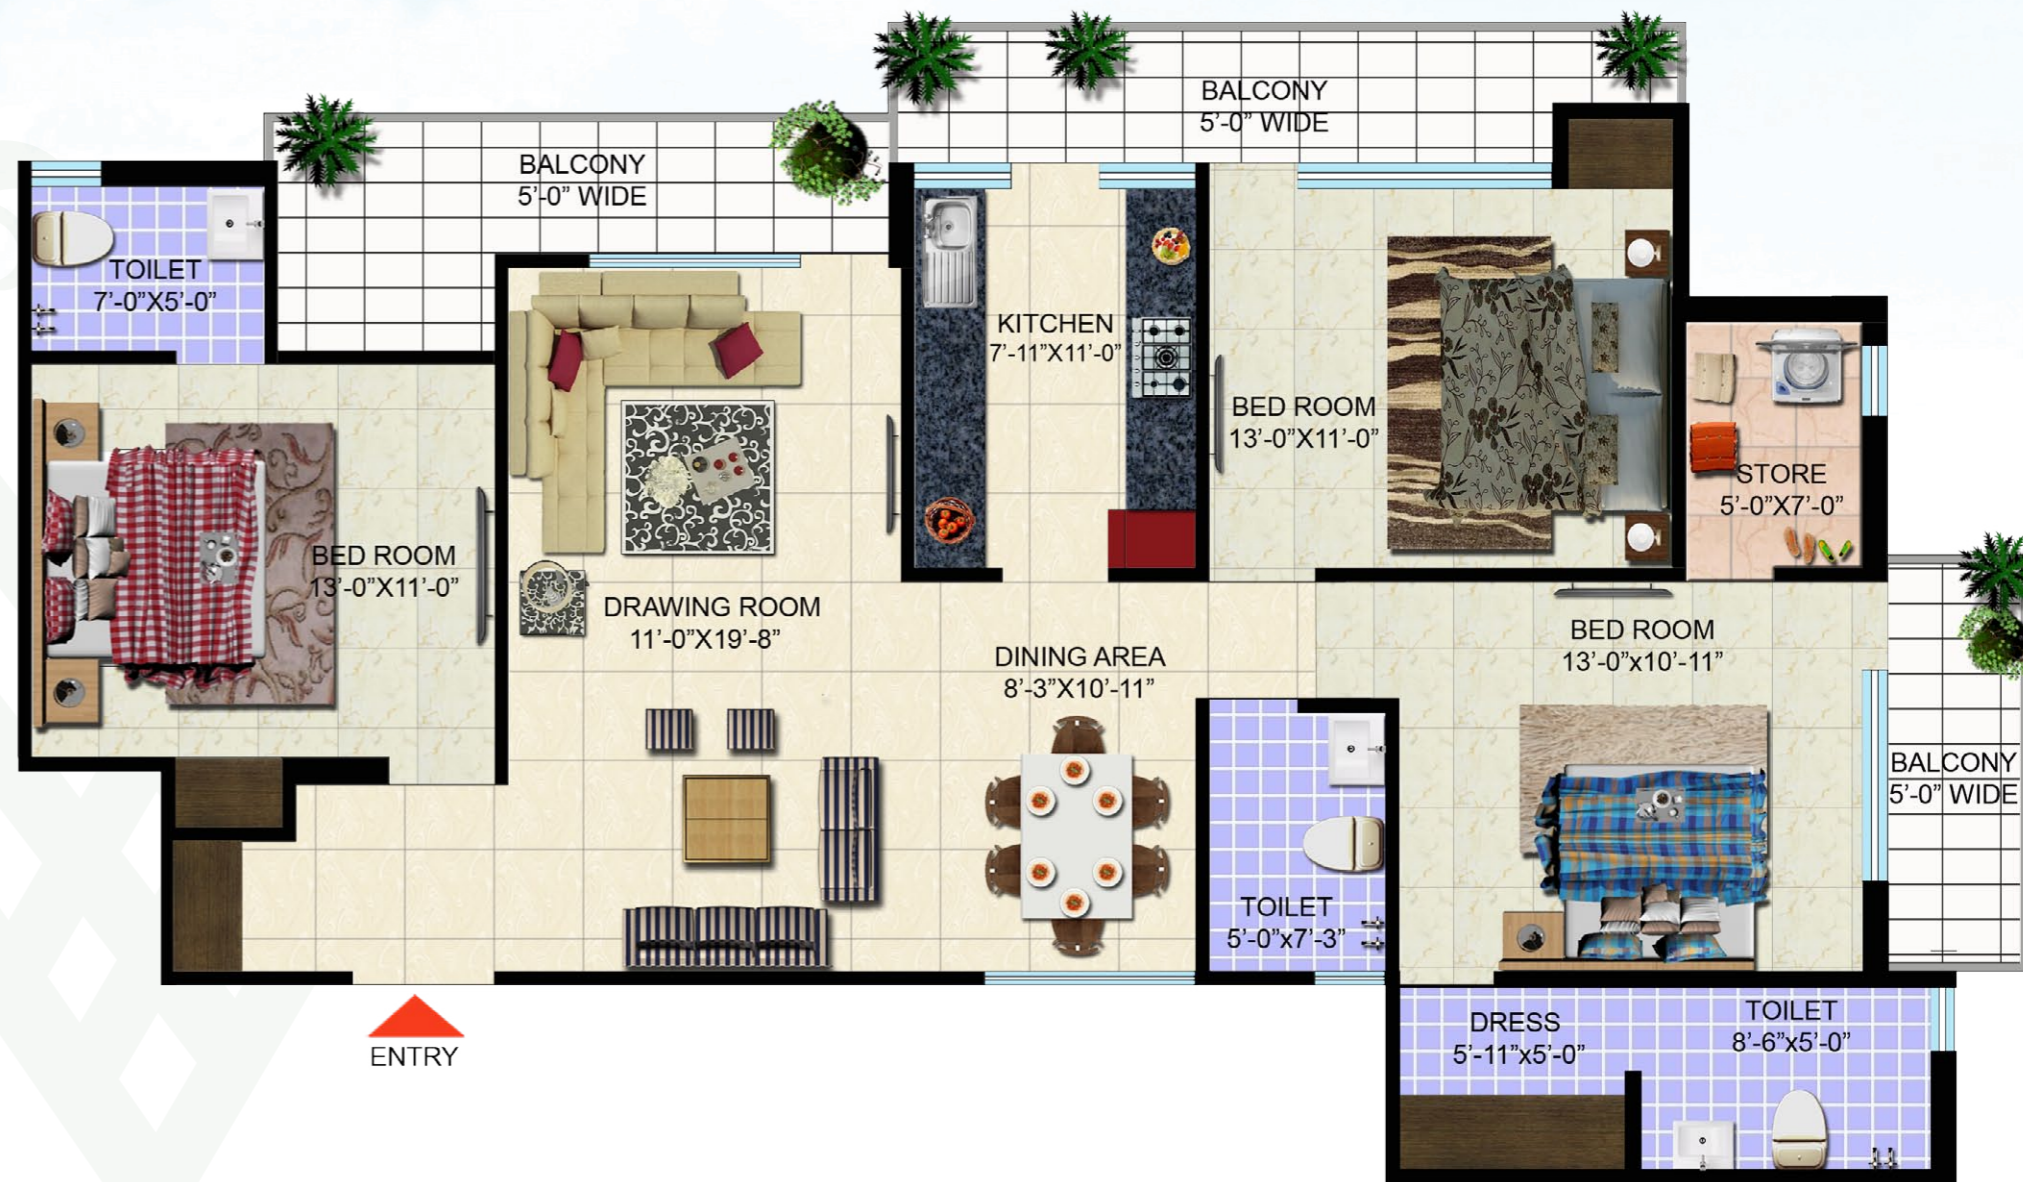 BALCONY
5'-0" WIDE
BALCONY
5'-0" WIDE
TOILET
7'-0"X5'-0"
KITCHEN
7'-11"X11'-0"
BED ROOM
13'-0"X11'-0"
STORE
5'-0"X7'-0"
BED ROOM
13'-0"X11'-0"
DRAWING ROOM
11'-0"X19'-8"
DINING AREA
8'-3"X10'-11"
BED ROOM
13'-0"x10'-11"
BALCONY
5'-0" WIDE
TOILET
5'-0"x7'-3"
ENTRY
DRESS
5'-11"x5'-0"
TOILET
8'-6"x5'-0"